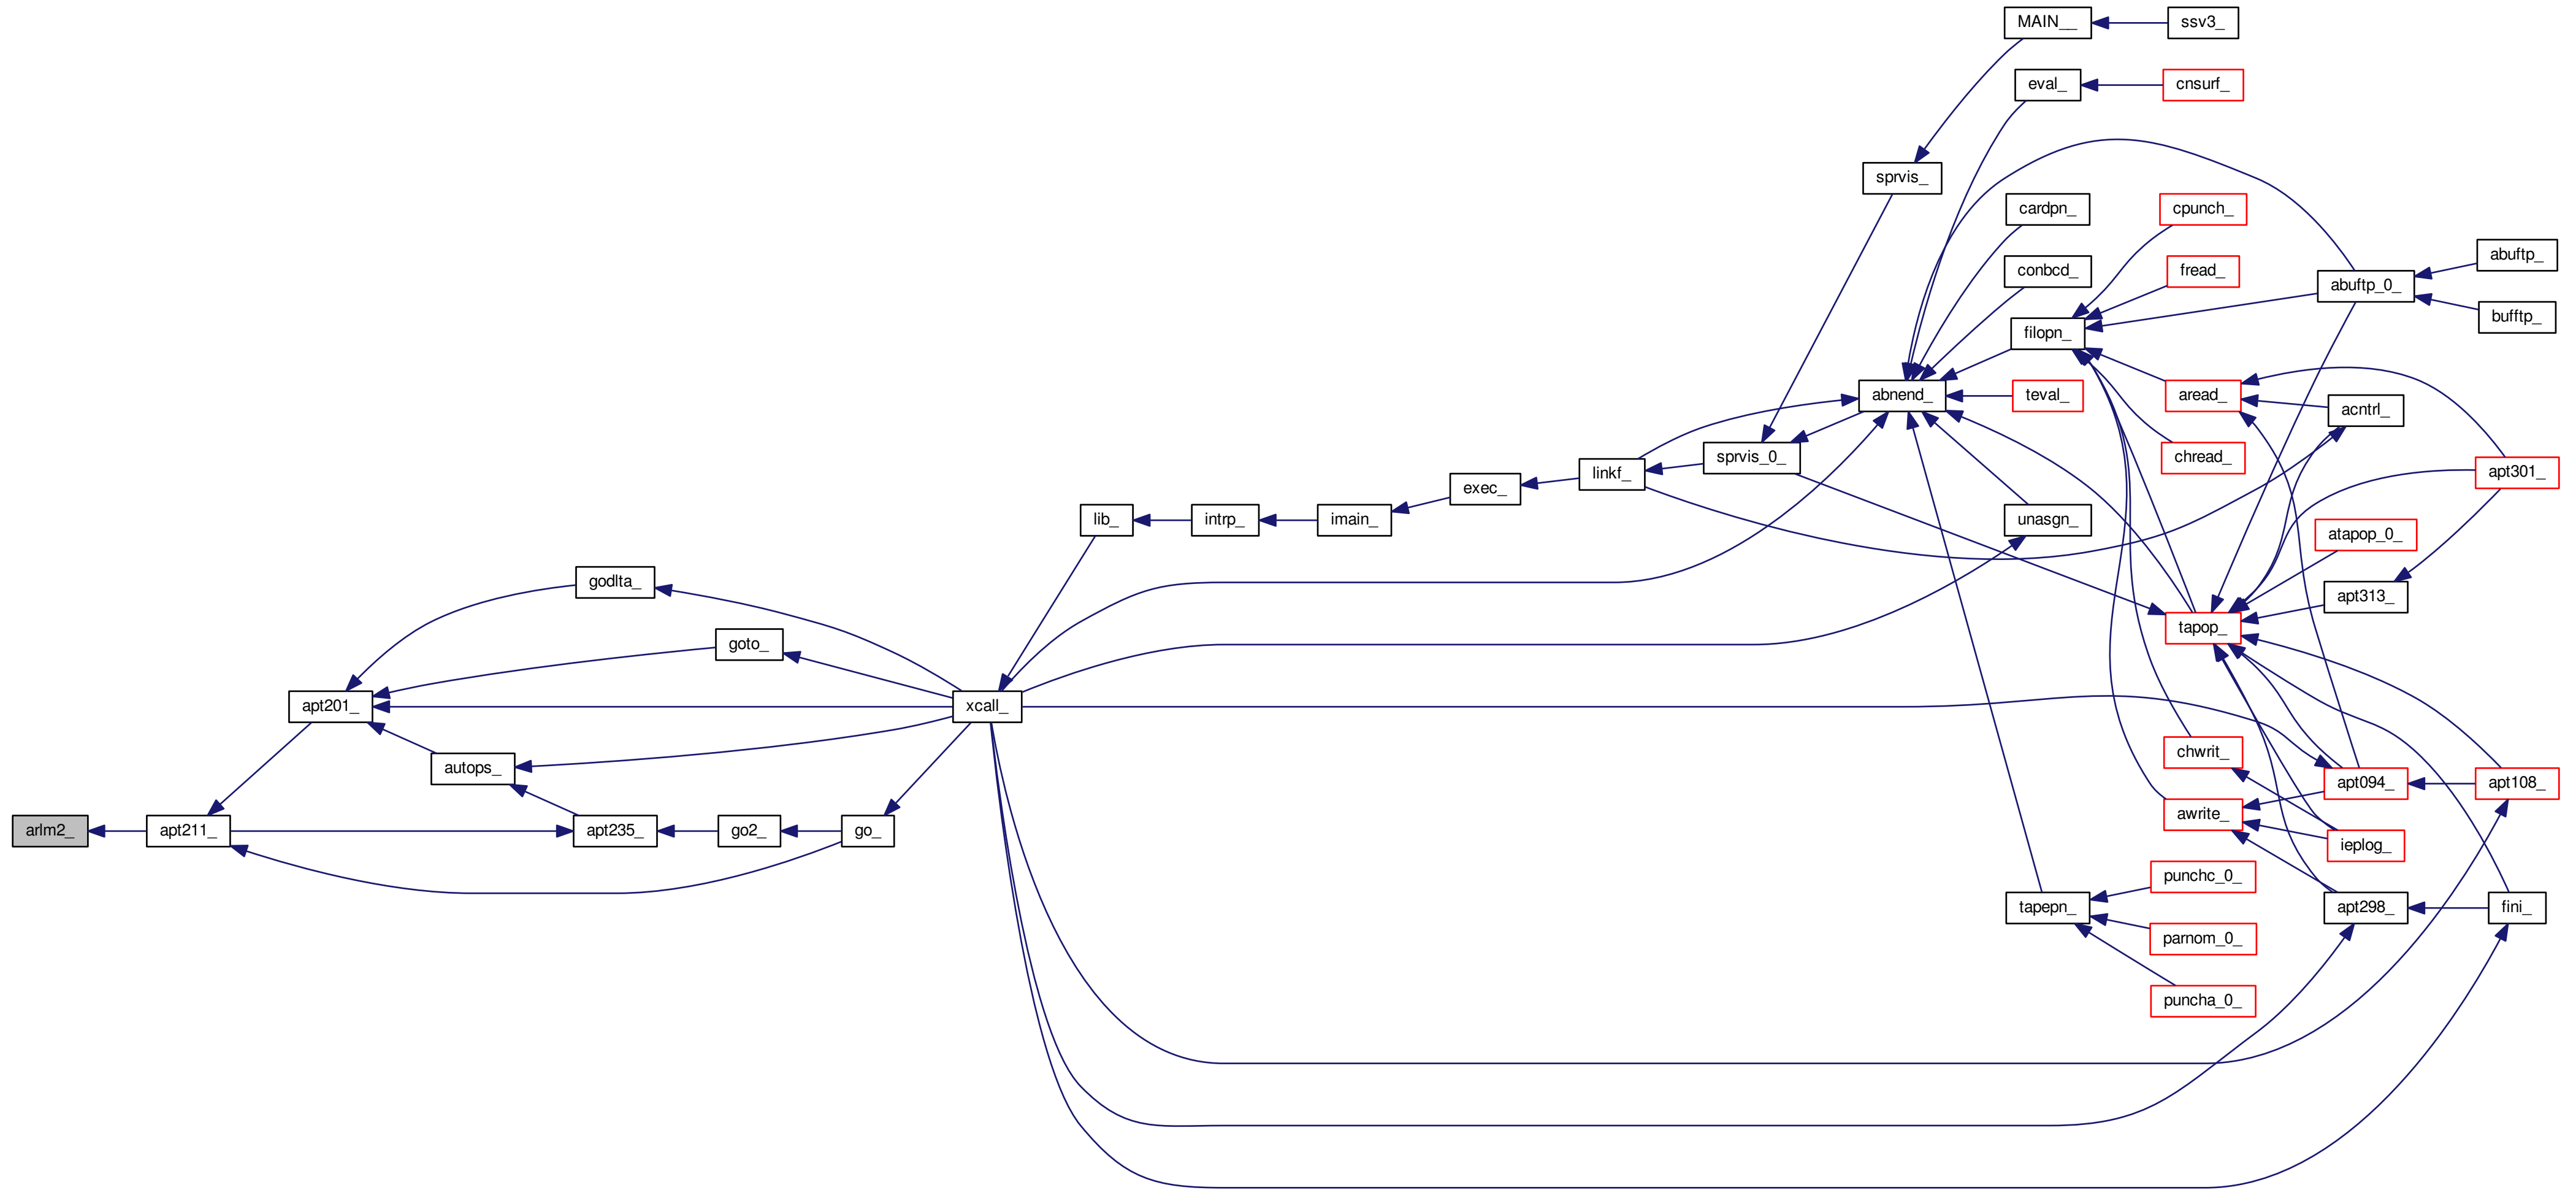 MAIN__
ssv3_
eval_
cnsurf_
sprvis_
cardpn_
cpunch_
abuftp_
conbcd_
fread_
abuftp_0_
bufftp_
filopn_
abnend_
teval_
aread_
acntrl_
sprvis_0_
chread_
linkf_
apt301_
exec_
lib_
intrp_
imain_
unasgn_
atapop_0_
godlta_
apt313_
tapop_
goto_
apt201_
xcall_
chwrit_
autops_
apt094_
apt108_
awrite_
arlm2_
apt211_
apt235_
go2_
go_
ieplog_
punchc_0_
tapepn_
apt298_
fini_
parnom_0_
puncha_0_